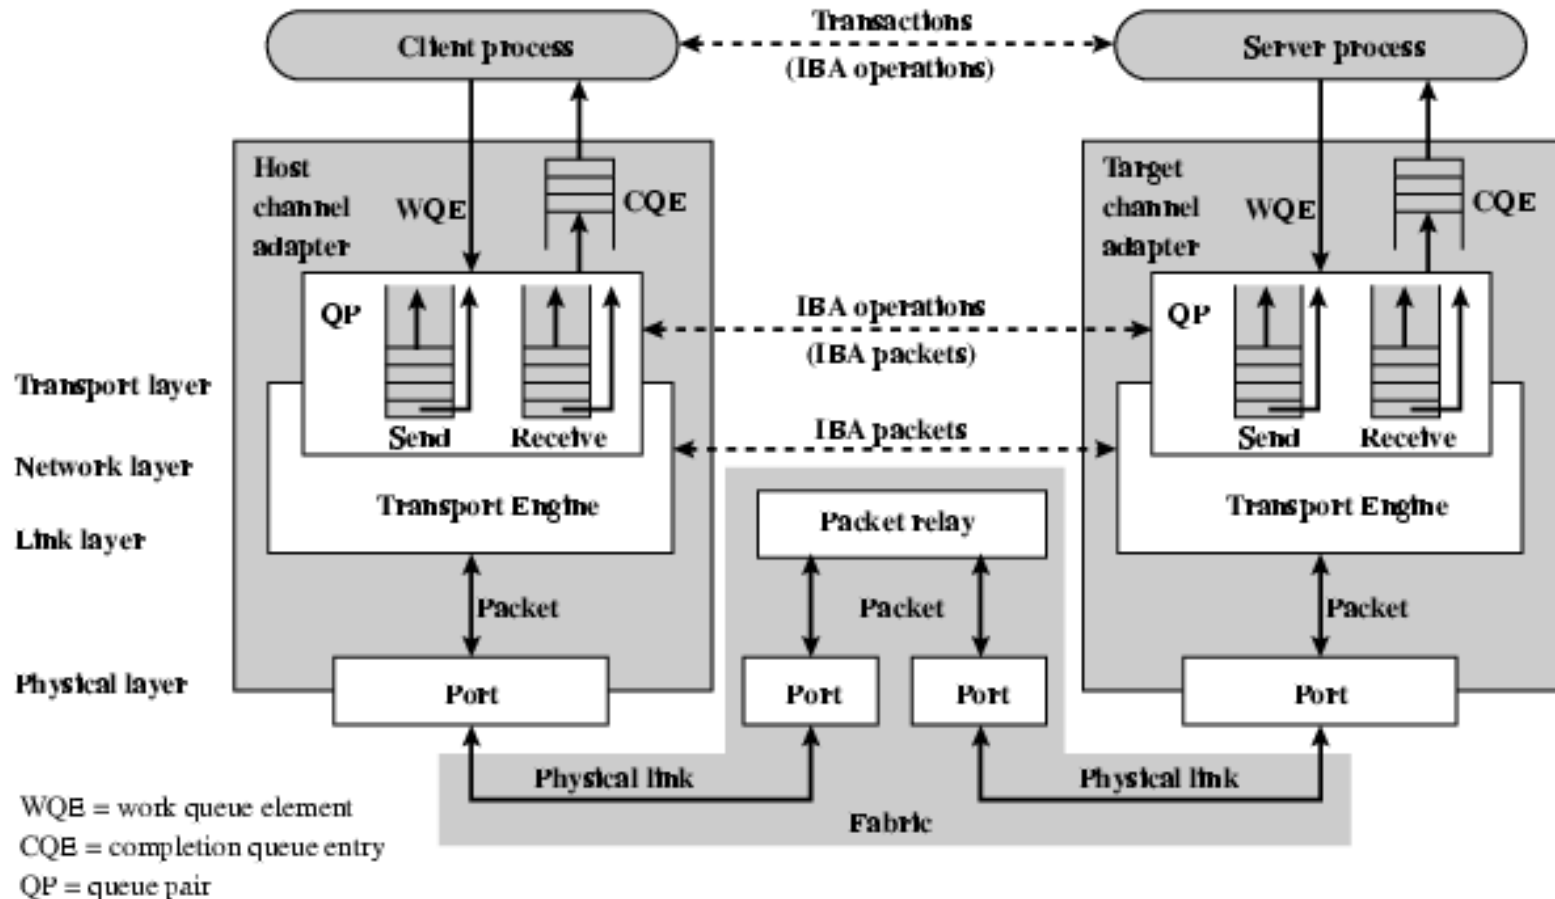 Client process
Transactions
(IBA operations)
Server process
Host
channel
adapter
WQE
CQE
Target
channel
adapter
WQE
CQE
QP
Send
Receive
IBA operations
(IBA packets)
QP
Send
Receive
Transport layer
IBA packets
Network layer
Transport Engine
Packet relay
Transport Engine
Link layer
Packet
Packet
Packet
Physical layer
Port
Port
Port
Port
Physical link
Physical link
Fabric
WQE = work queue element
CQE = completion queue entry
QP = queue pair